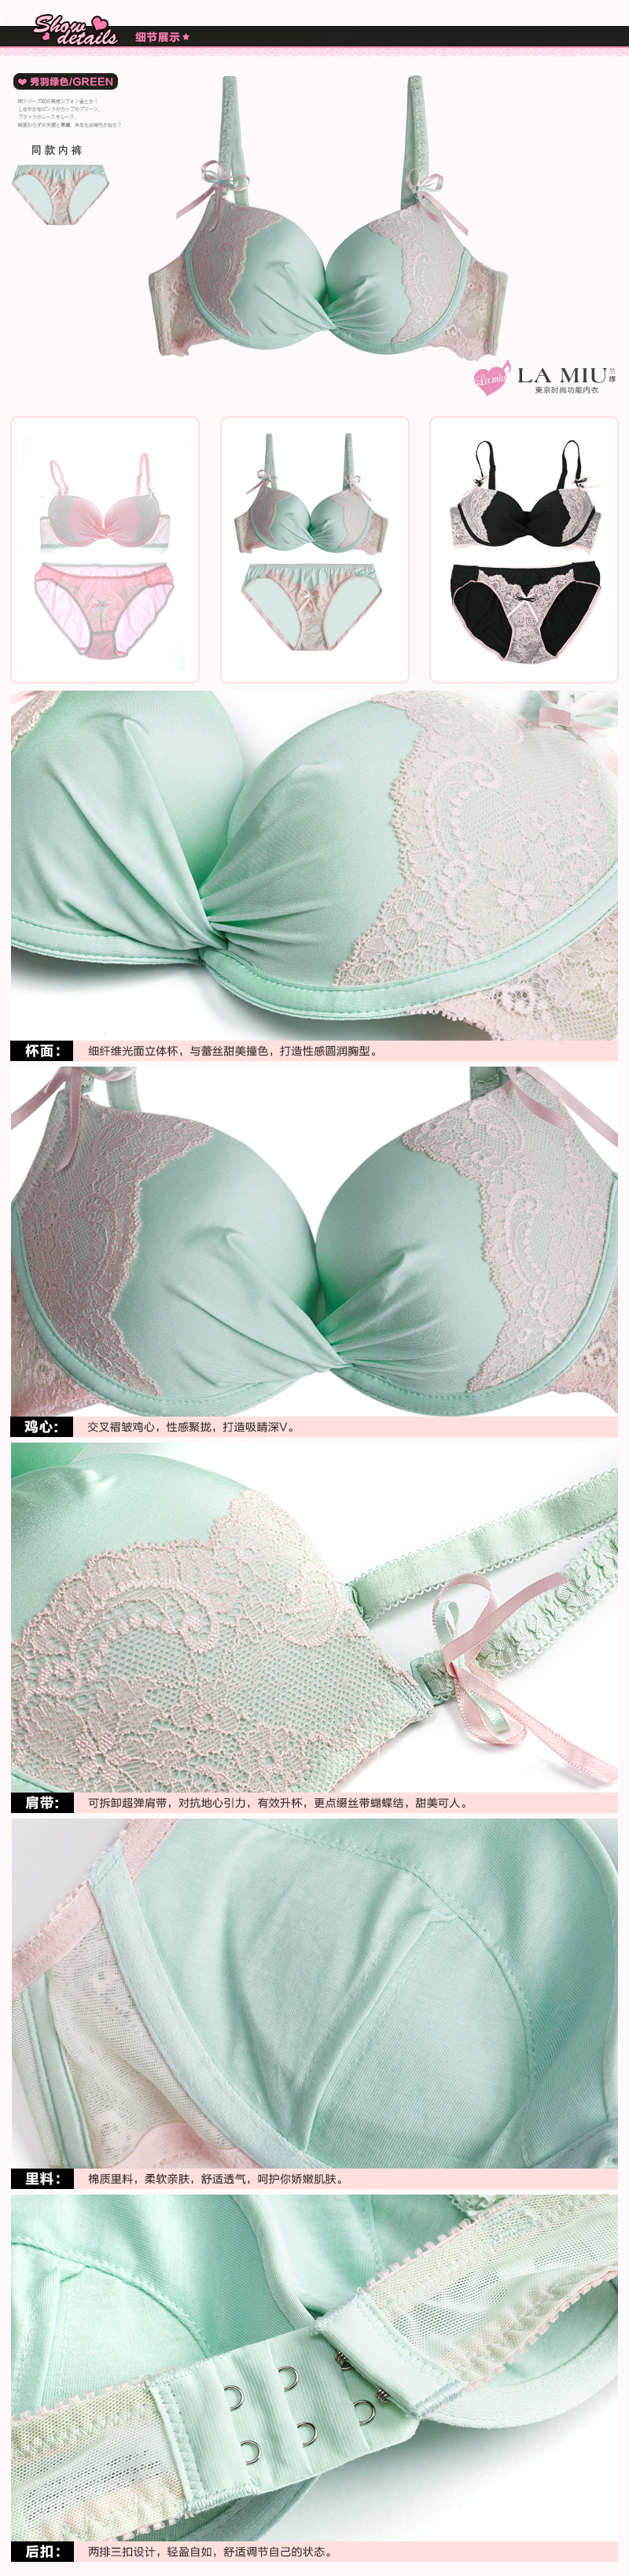 Show details
细节展示
秀羽绿色/GREEN
同款内裤
La miu
LA MIU
兰缪
東京时尚功能内衣
杯面：
细纤维光面立体杯，与蕾丝甜美撞色，打造性感圆润胸型。
鸡心：
交叉褶皱鸡心，性感聚拢，打造吸睛深V。
肩带：
可拆卸超弹肩带，对抗地心引力，有效升杯，更点缀丝带蝴蝶结，甜美可人。
里料：
棉质里料，柔软亲肤，舒适透气，呵护你娇嫩肌肤。
后扣：
两排三扣设计，轻盈自如，舒适调节自己的状态。